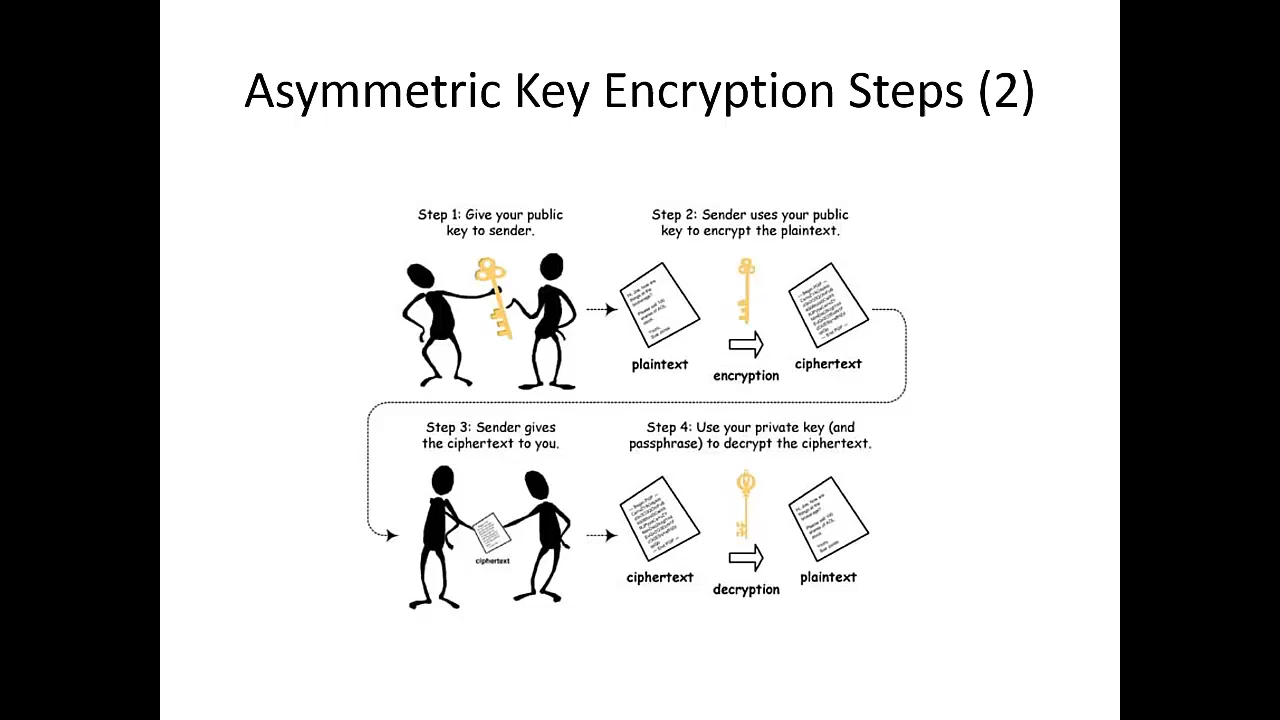 Asymmetric Key Encryption Steps (2)
Step 1: Give your public
key to sender.
Step 2: Sender uses your public
key to encrypt the plaintext.
plaintext
encryption
ciphertext
Step 3: Sender gives
the ciphertext to you.
Step 4: Use your private key (and
passphrase) to decrypt the ciphertext.
ciphertext
ciphertext
decryption
plaintext